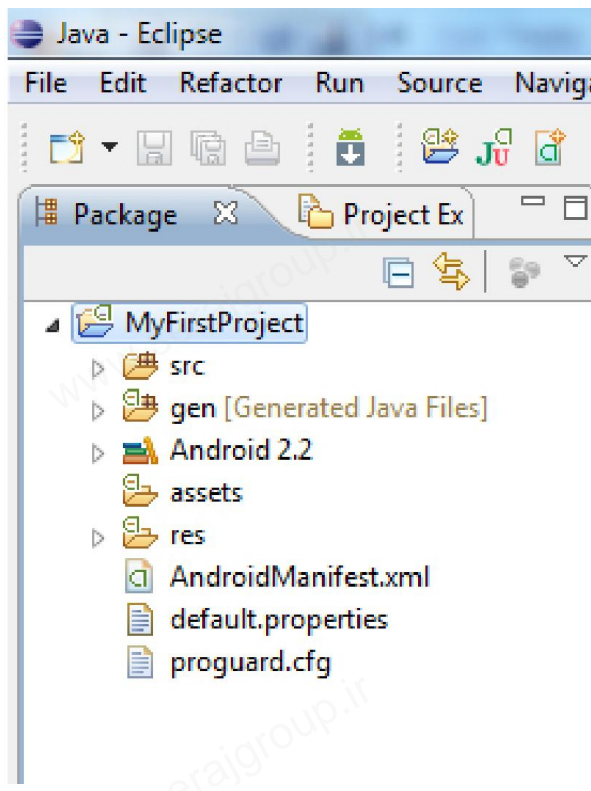 Java - Eclipse
File Edit Refactor Run Source Naviga
Package Project Ex
MyFirstProject
src
gen [Generated Java Files]
Android 2.2
assets
res
AndroidManifest.xml
default.properties
proguard.cfg